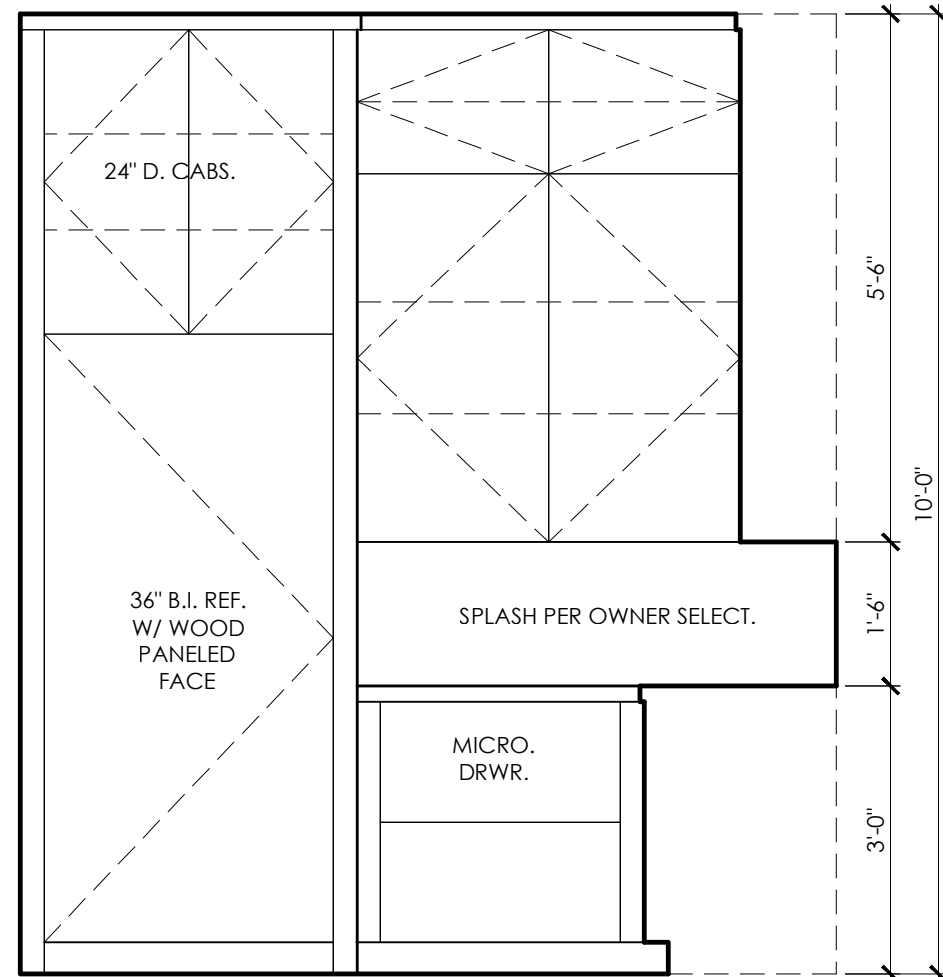 24" D. CABS.
5'-6"
10'-0"
36" B.I. REF.
W/ WOOD
PANELED
FACE
SPLASH PER OWNER SELECT.
1'-6"
MICRO.
DRWR.
3'-0"